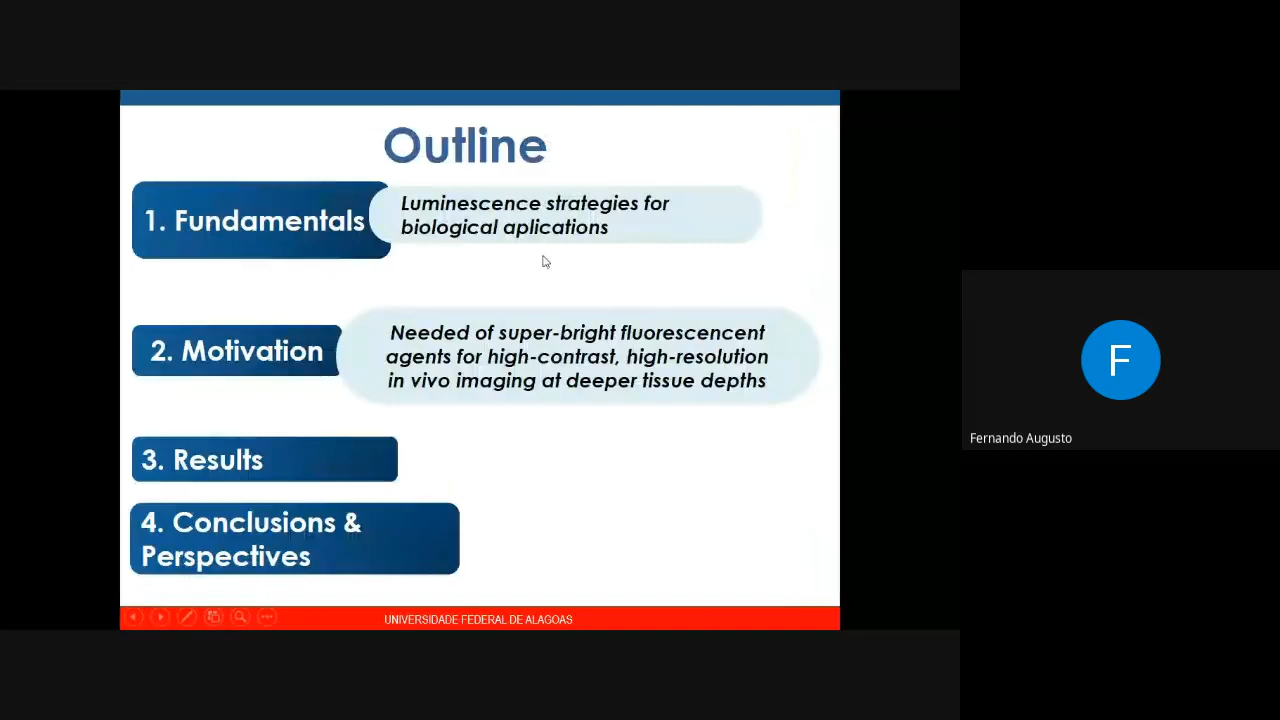 Outline
1. Fundamentals
Luminescence strategies for
biological aplications
2. Motivation
Needed of super-bright fluorescencent
agents for high-contrast, high-resolution
in vivo imaging at deeper tissue depths
3. Results
4. Conclusions &
Perspectives
UNIVERSIDADE FEDERAL DE ALAGOAS
F
Fernando Augusto